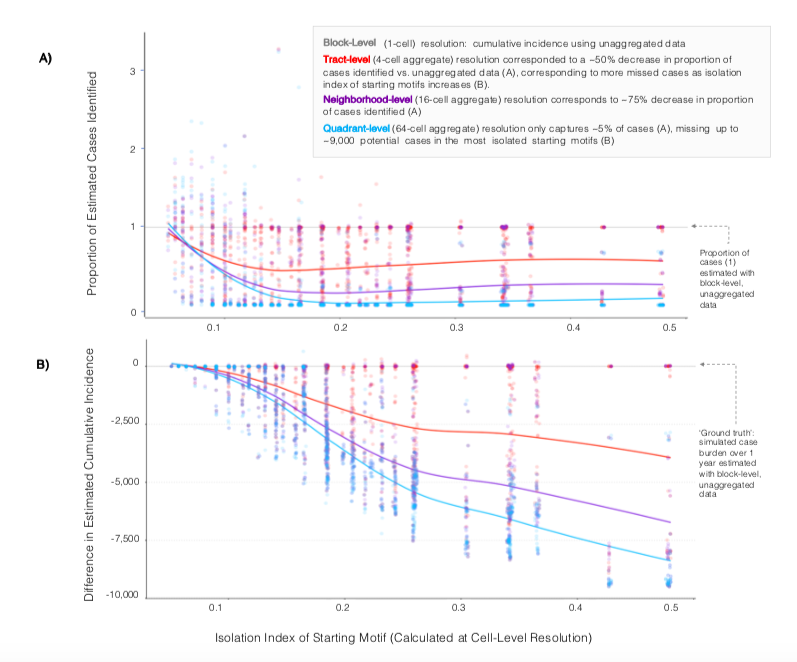 A)
Block-Level (1-cell) resolution: cumulative incidence using unaggregated data
Tract-level (4-cell aggregate) resolution corresponded to a ~50% decrease in proportion of
cases identified vs. unaggregated data (A), corresponding to more missed cases as isolation
index of starting motifs increases (B).
Neighborhood-level (16-cell aggregate) resolution corresponds to ~75% decrease in proportion
of cases identified (A)
Quadrant-level (64-cell aggregate) resolution only captures ~5% of cases (A), missing up to
~9,000 potential cases in the most isolated starting motifs (B)
Proportion of Estimated Cases Identified
3
2
1
0
0.1
0.2
0.3
0.4
0.5
Proportion of
cases (1)
estimated with
block-level,
unaggregated
data
B)
Difference in Estimated Cumulative Incidence
0
-2,500
-5,000
-7,500
-10,000
0.1
0.2
0.3
0.4
0.5
'Ground truth':
simulated case
burden over 1
year estimated
with block-level,
unaggregated
data
Isolation Index of Starting Motif (Calculated at Cell-Level Resolution)